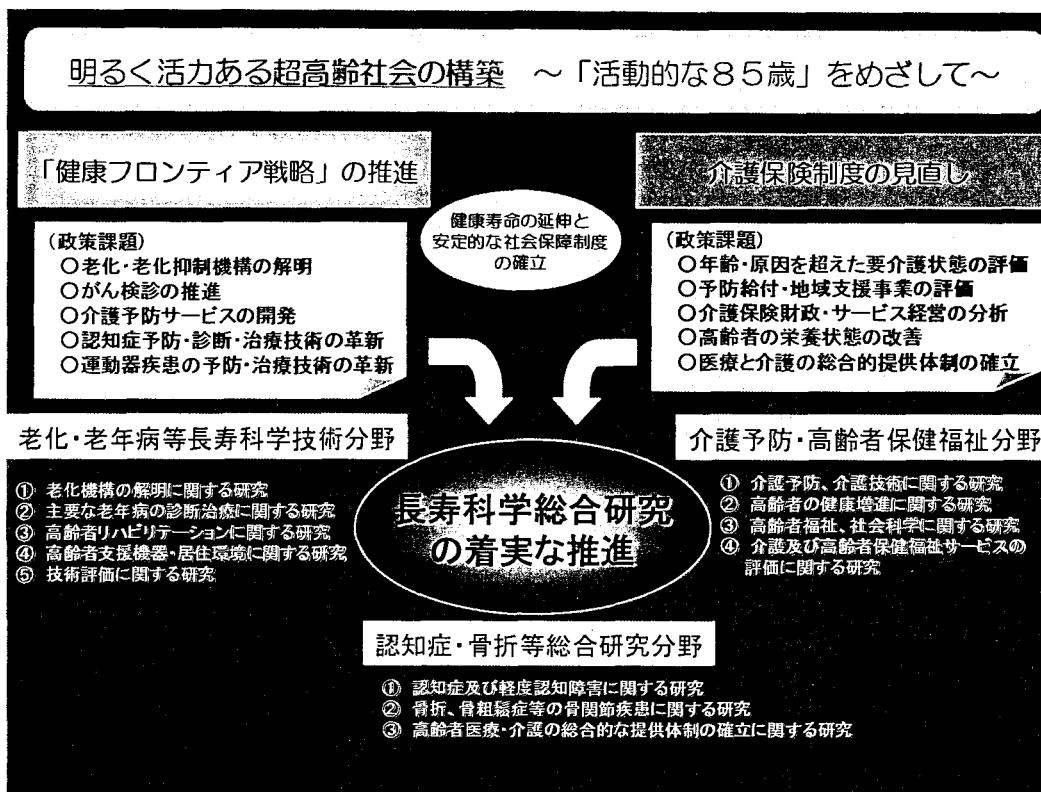 明るく活力ある超高齢社会の構築 ～「活動的な85歳」をめざして～
「健康フロンティア戦略」の推進
(政策課題)
○老化・老化抑制機構の解明
○がん検診の推進
○介護予防サービスの開発
○認知症予防・診断・治療技術の革新
○運動器疾患の予防・治療技術の革新
健康寿命の延伸と
安定的な社会保障制度
の確立
介護保険制度の見直し
(政策課題)
○年齢・原因を超えた要介護状態の評価
○予防給付・地域支援事業の評価
○介護保険財政・サービス経営の分析
○高齢者の栄養状態の改善
○医療と介護の総合的提供体制の確立
老化・老年病等長寿科学技術分野
① 老化機構の解明に関する研究
② 主要な老年病の診断治療に関する研究
③ 高齢者リハビリテーションに関する研究
④ 高齢者支援機器・居住環境に関する研究
⑤ 技術評価に関する研究
長寿科学総合研究
の着実な推進
介護予防・高齢者保健福祉分野
① 介護予防、介護技術に関する研究
② 高齢者の健康増進に関する研究
③ 高齢者福祉、社会科学に関する研究
④ 介護及び高齢者保健福祉サービスの
評価に関する研究
認知症・骨折等総合研究分野
① 認知症及び軽度認知障害に関する研究
② 骨折、骨粗鬆症等の骨関節疾患に関する研究
③ 高齢者医療・介護の総合的な提供体制の確立に関する研究